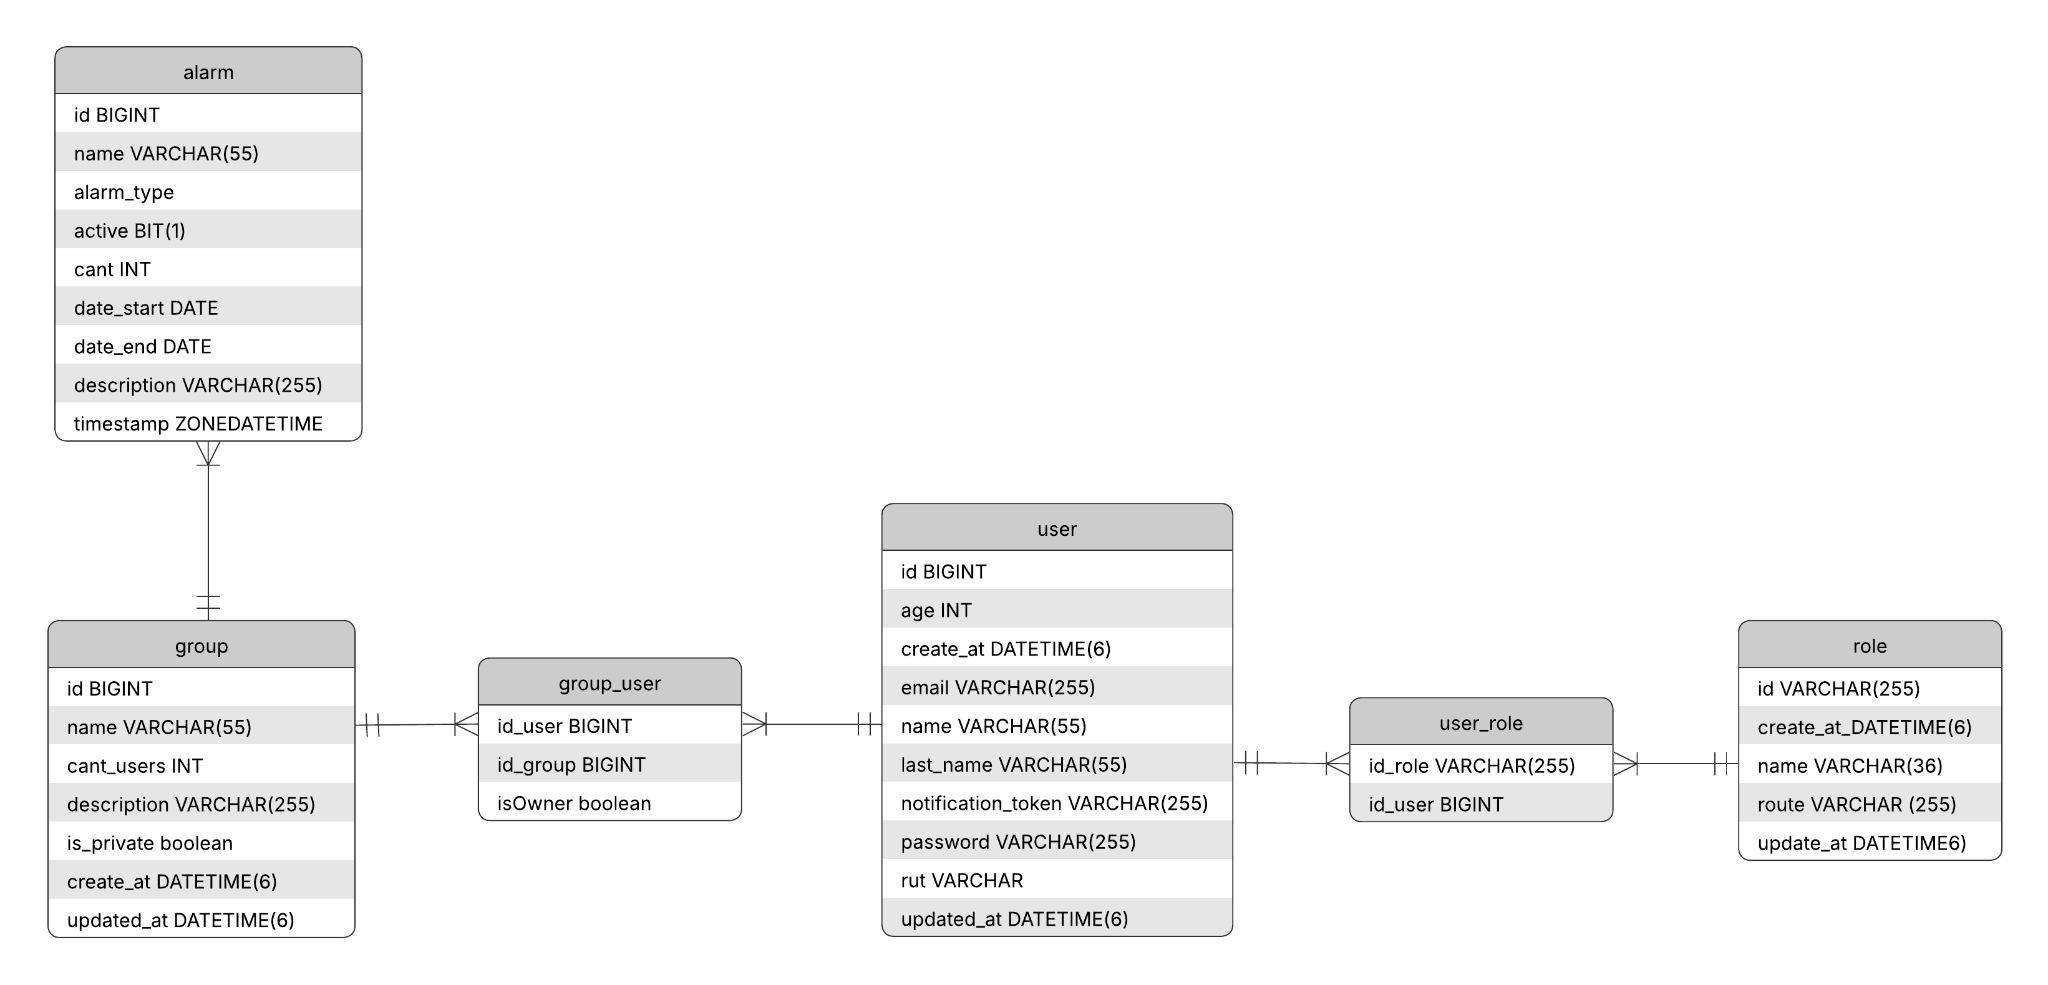 alarm
id BIGINT
name VARCHAR(55)
alarm_type
active BIT(1)
cant INT
date_start DATE
date_end DATE
description VARCHAR(255)
timestamp ZONEDATETIME
group
id BIGINT
name VARCHAR(55)
cant_users INT
description VARCHAR(255)
is_private boolean
create_at DATETIME(6)
updated_at DATETIME(6)
group_user
id_user BIGINT
id_group BIGINT
isOwner boolean
user
id BIGINT
age INT
create_at DATETIME(6)
email VARCHAR(255)
name VARCHAR(55)
last_name VARCHAR(55)
notification_token VARCHAR(255)
password VARCHAR(255)
rut VARCHAR
updated_at DATETIME(6)
user_role
id_role VARCHAR(255)
id_user BIGINT
role
id VARCHAR(255)
create_at_DATETIME(6)
name VARCHAR(36)
route VARCHAR (255)
update_at DATETIME6)